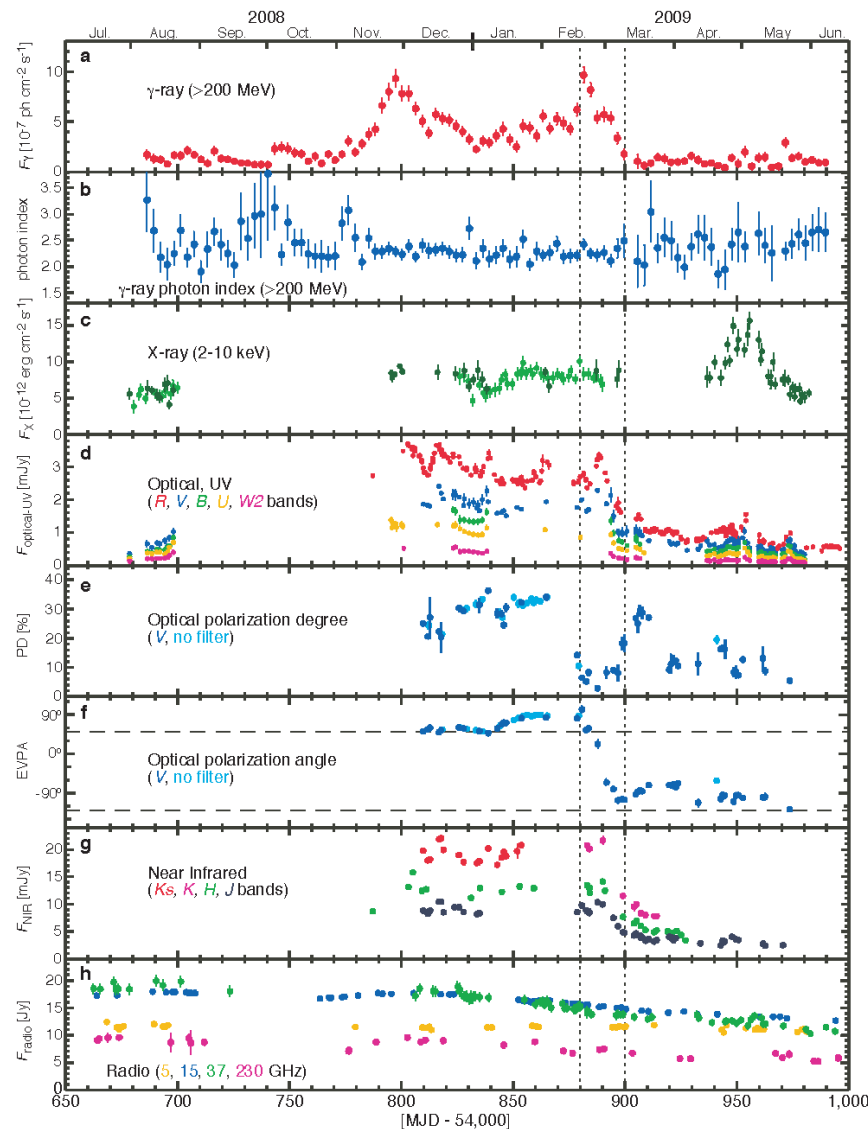 2008 2009
Jul. Aug. Sep. Oct. Nov. Dec. Jan. Feb. Mar. Apr. May Jun.
a
γ-ray (>200 MeV)
Fγ [10-7 ph cm-2 s-1]
10
5
0
b
photon index
3.5
3.0
2.5
2.0
1.5
γ-ray photon index (>200 MeV)
c
X-ray (2-10 keV)
FX [10-12 erg cm-2 s-1]
15
10
5
0
d
Optical, UV
(R, V, B, U, W2 bands)
Foptical-UV [mJy]
3
2
1
0
e
Optical polarization degree
(V, no filter)
PD [%]
40
30
20
10
0
f
Optical polarization angle
(V, no filter)
EVPA
90º
0º
-90º
g
Near Infrared
(Ks, K, H, J bands)
FNIR [mJy]
20
15
10
5
0
h
Radio (5, 15, 37, 230 GHz)
Fradio [Jy]
20
15
10
5
0
650 700 750 800 850 900 950 1,000
[MJD - 54,000]